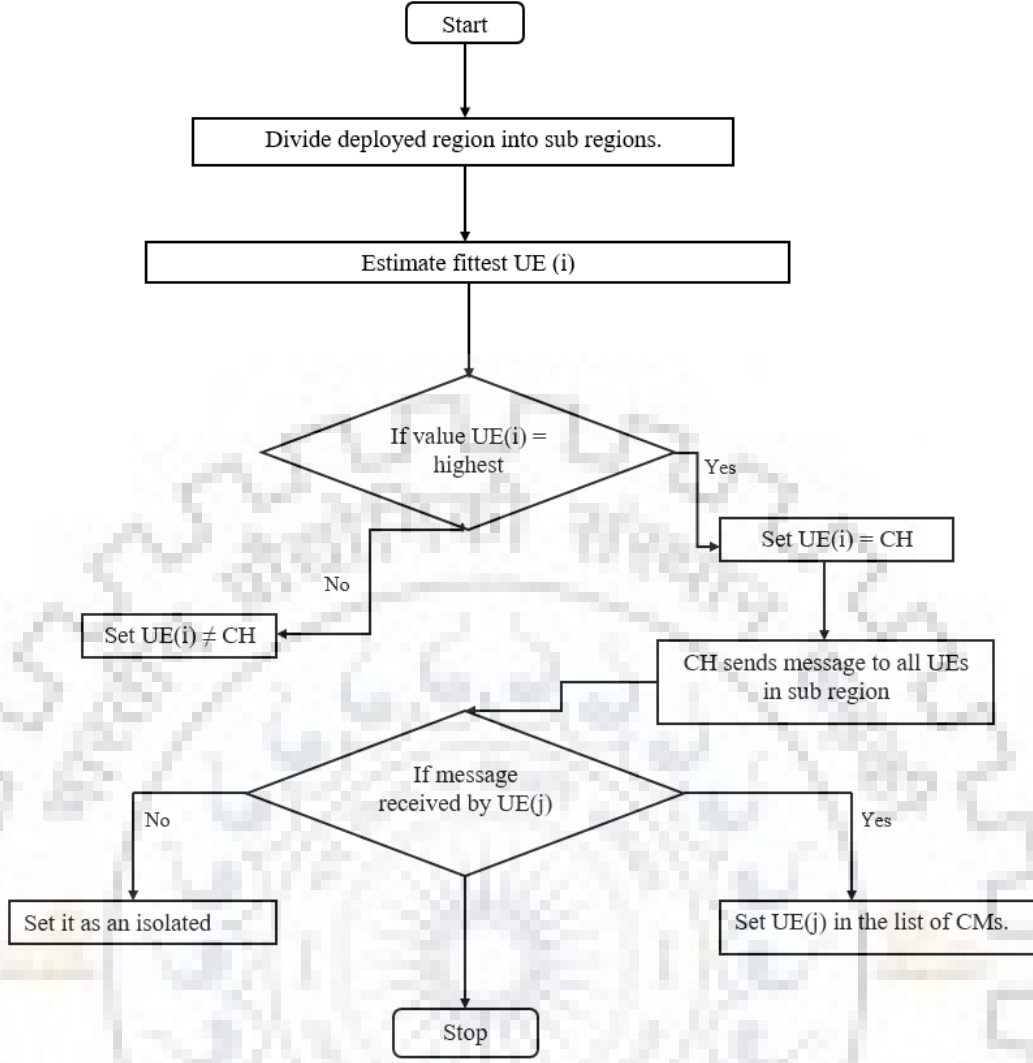 Start
Divide deployed region into sub regions.
Estimate fittest UE (i)
If value UE(i) =
highest
Yes
Set UE(i) = CH
No
Set UE(i) ≠ CH
CH sends message to all UEs
in sub region
If message
received by UE(j)
No
Yes
Set it as an isolated
Set UE(j) in the list of CMs.
Stop